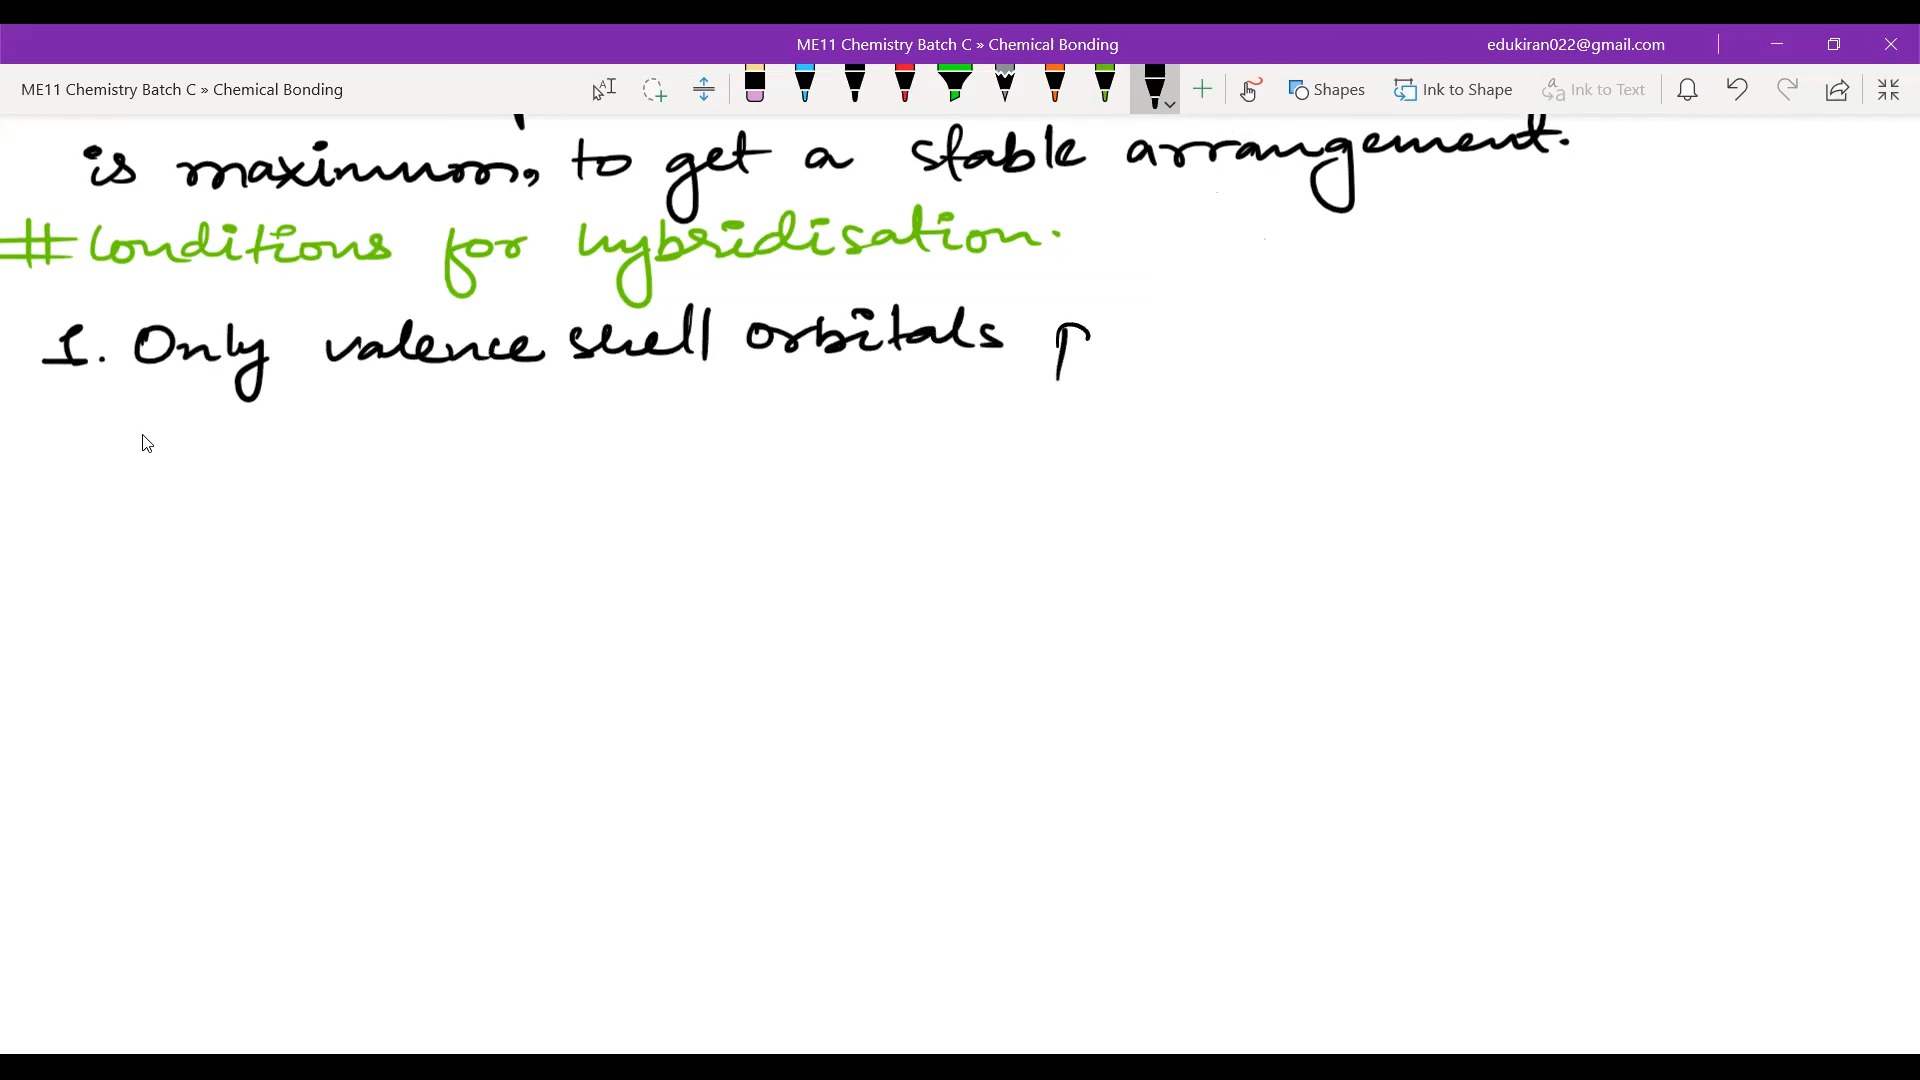 ME11 Chemistry Batch C » Chemical Bonding
edukiran022@gmail.com
ME11 Chemistry Batch C » Chemical Bonding
Shapes
Ink to Shape
Ink to Text
is maximum, to get a stable arrangement.
# Conditions for hybridisation.
1. Only valence shell orbitals